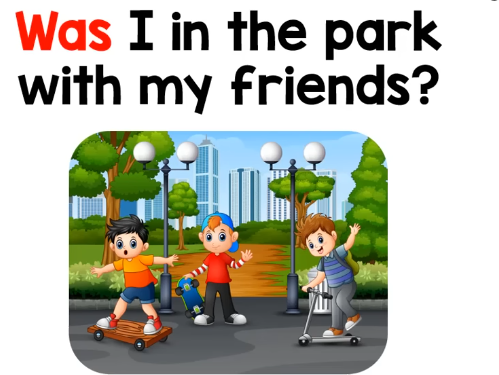 Was I in the park
with my friends?